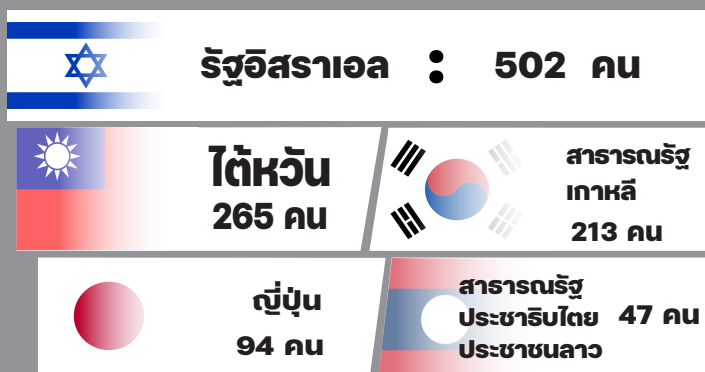 รัฐอิสราเอล : 502 คน
ไต้หวัน
265 คน
สาธารณรัฐ
เกาหลี
213 คน
ญี่ปุ่น
94 คน
สาธารณรัฐ
ประชาธิปไตย 47 คน
ประชาชนลาว